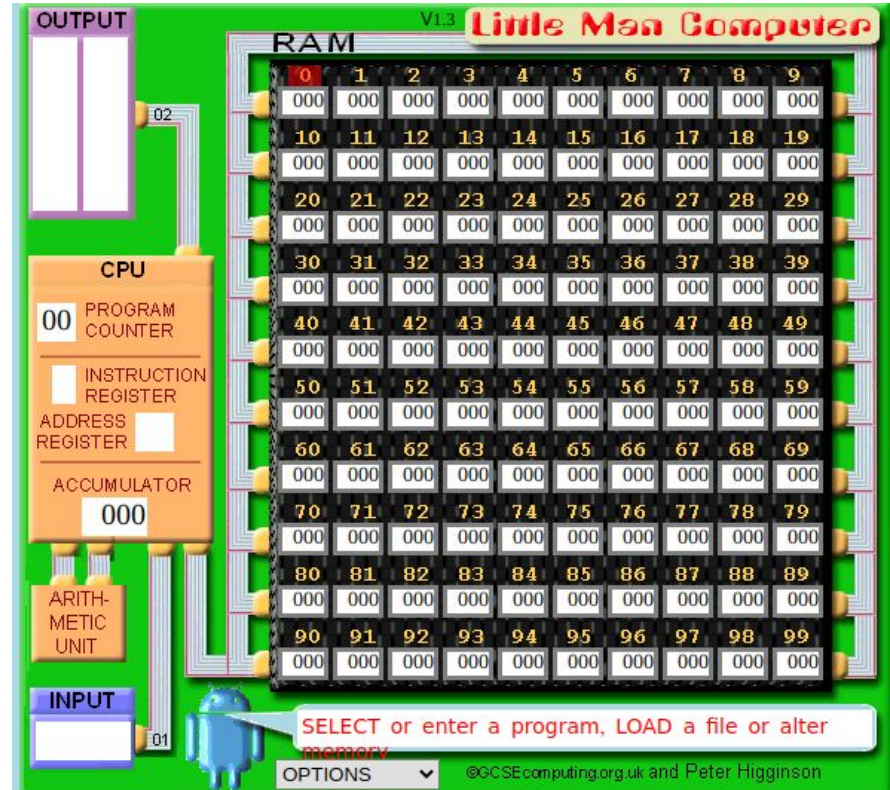 OUTPUT
V1.3
Little Man Computer
RAM
0 1 2 3 4 5 6 7 8 9
000 000 000 000 000 000 000 000 000 000
02
10 11 12 13 14 15 16 17 18 19
000 000 000 000 000 000 000 000 000 000
20 21 22 23 24 25 26 27 28 29
000 000 000 000 000 000 000 000 000 000
CPU
30 31 32 33 34 35 36 37 38 39
000 000 000 000 000 000 000 000 000 000
00 PROGRAM
COUNTER
40 41 42 43 44 45 46 47 48 49
000 000 000 000 000 000 000 000 000 000
INSTRUCTION
REGISTER
50 51 52 53 54 55 56 57 58 59
000 000 000 000 000 000 000 000 000 000
ADDRESS
REGISTER
60 61 62 63 64 65 66 67 68 69
000 000 000 000 000 000 000 000 000 000
ACCUMULATOR
000
70 71 72 73 74 75 76 77 78 79
000 000 000 000 000 000 000 000 000 000
80 81 82 83 84 85 86 87 88 89
000 000 000 000 000 000 000 000 000 000
ARITH-
METIC
UNIT
90 91 92 93 94 95 96 97 98 99
000 000 000 000 000 000 000 000 000 000
INPUT
01
SELECT or enter a program, LOAD a file or alter
memory
OPTIONS
©GCSEcomputing.org.uk and Peter Higginson